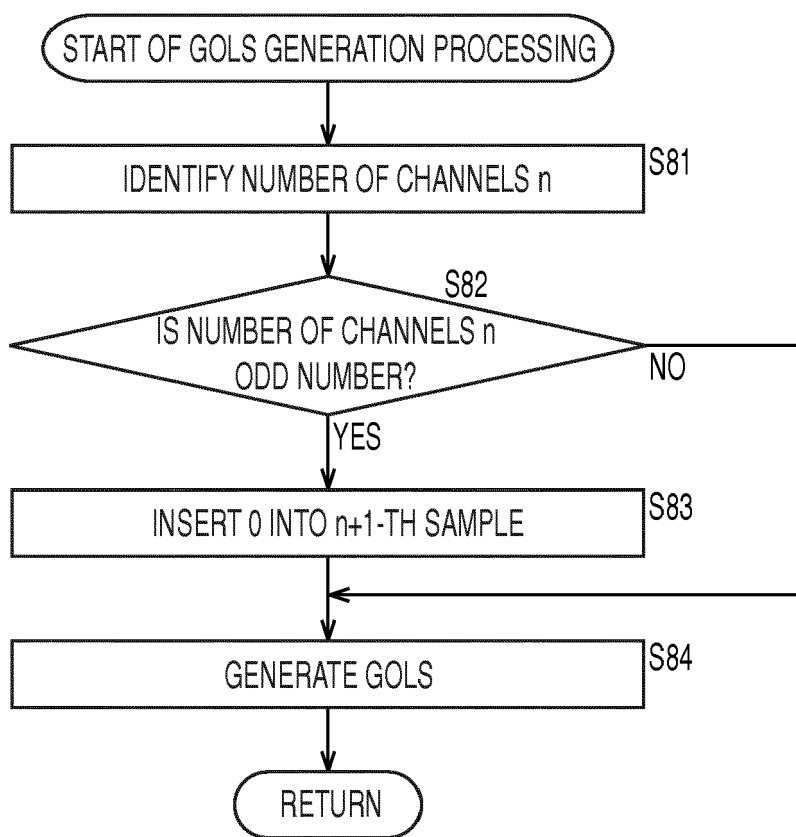 START OF GOLS GENERATION PROCESSING
S81
IDENTIFY NUMBER OF CHANNELS n
S82
IS NUMBER OF CHANNELS n
ODD NUMBER?
NO
YES
S83
INSERT 0 INTO n+1-TH SAMPLE
S84
GENERATE GOLS
RETURN